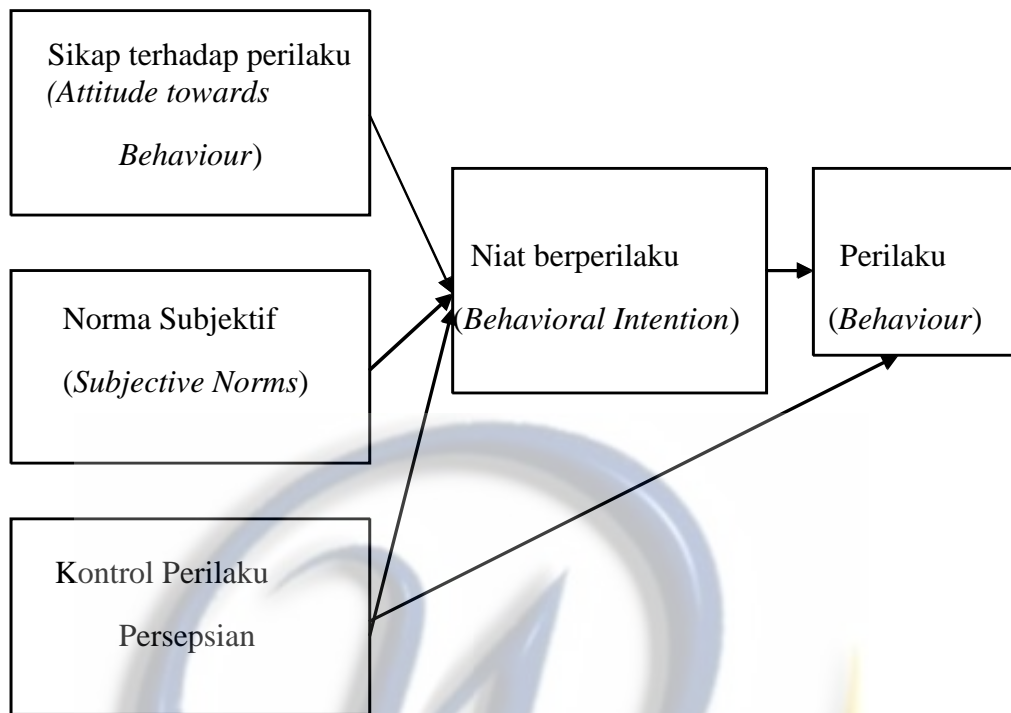 Sikap terhadap perilaku
(Attitude towards
Behaviour)
Norma Subjektif
(Subjective Norms)
Kontrol Perilaku
Persepsian
Niat berperilaku
(Behavioral Intention)
Perilaku
(Behaviour)